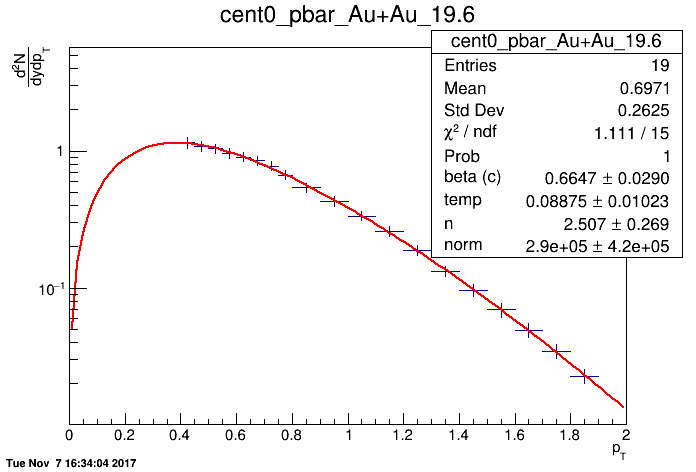 cent0_pbar_Au+Au_19.6
cent0_pbar_Au+Au_19.6
Entries 19
Mean 0.6971
Std Dev 0.2625
χ² / ndf 1.111 / 15
Prob 1
beta (c) 0.6647 ± 0.0290
temp 0.08875 ± 0.01023
n 2.507 ± 0.269
norm 2.9e+05 ± 4.2e+05
d²N
dydp_T
1
10⁻¹
0 0.2 0.4 0.6 0.8 1 1.2 1.4 1.6 1.8 2
p_T
Tue Nov 7 16:34:04 2017